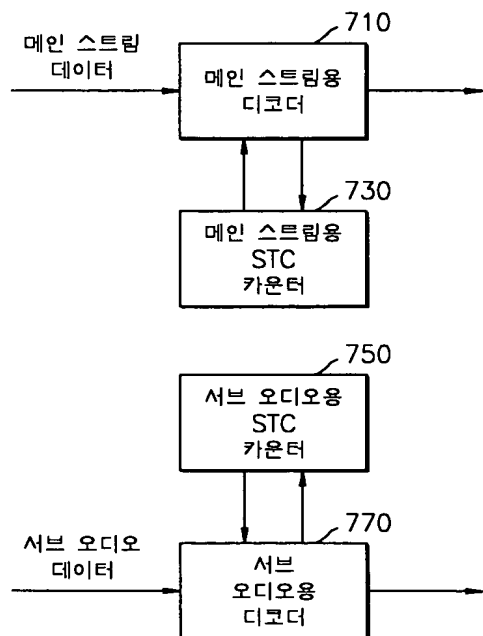 710
메인 스트림
데이터
메인 스트림용
디코더
730
메인 스트림용
STC
카운터
750
서브 오디오용
STC
카운터
770
서브 오디오
데이터
서브
오디오용
디코더